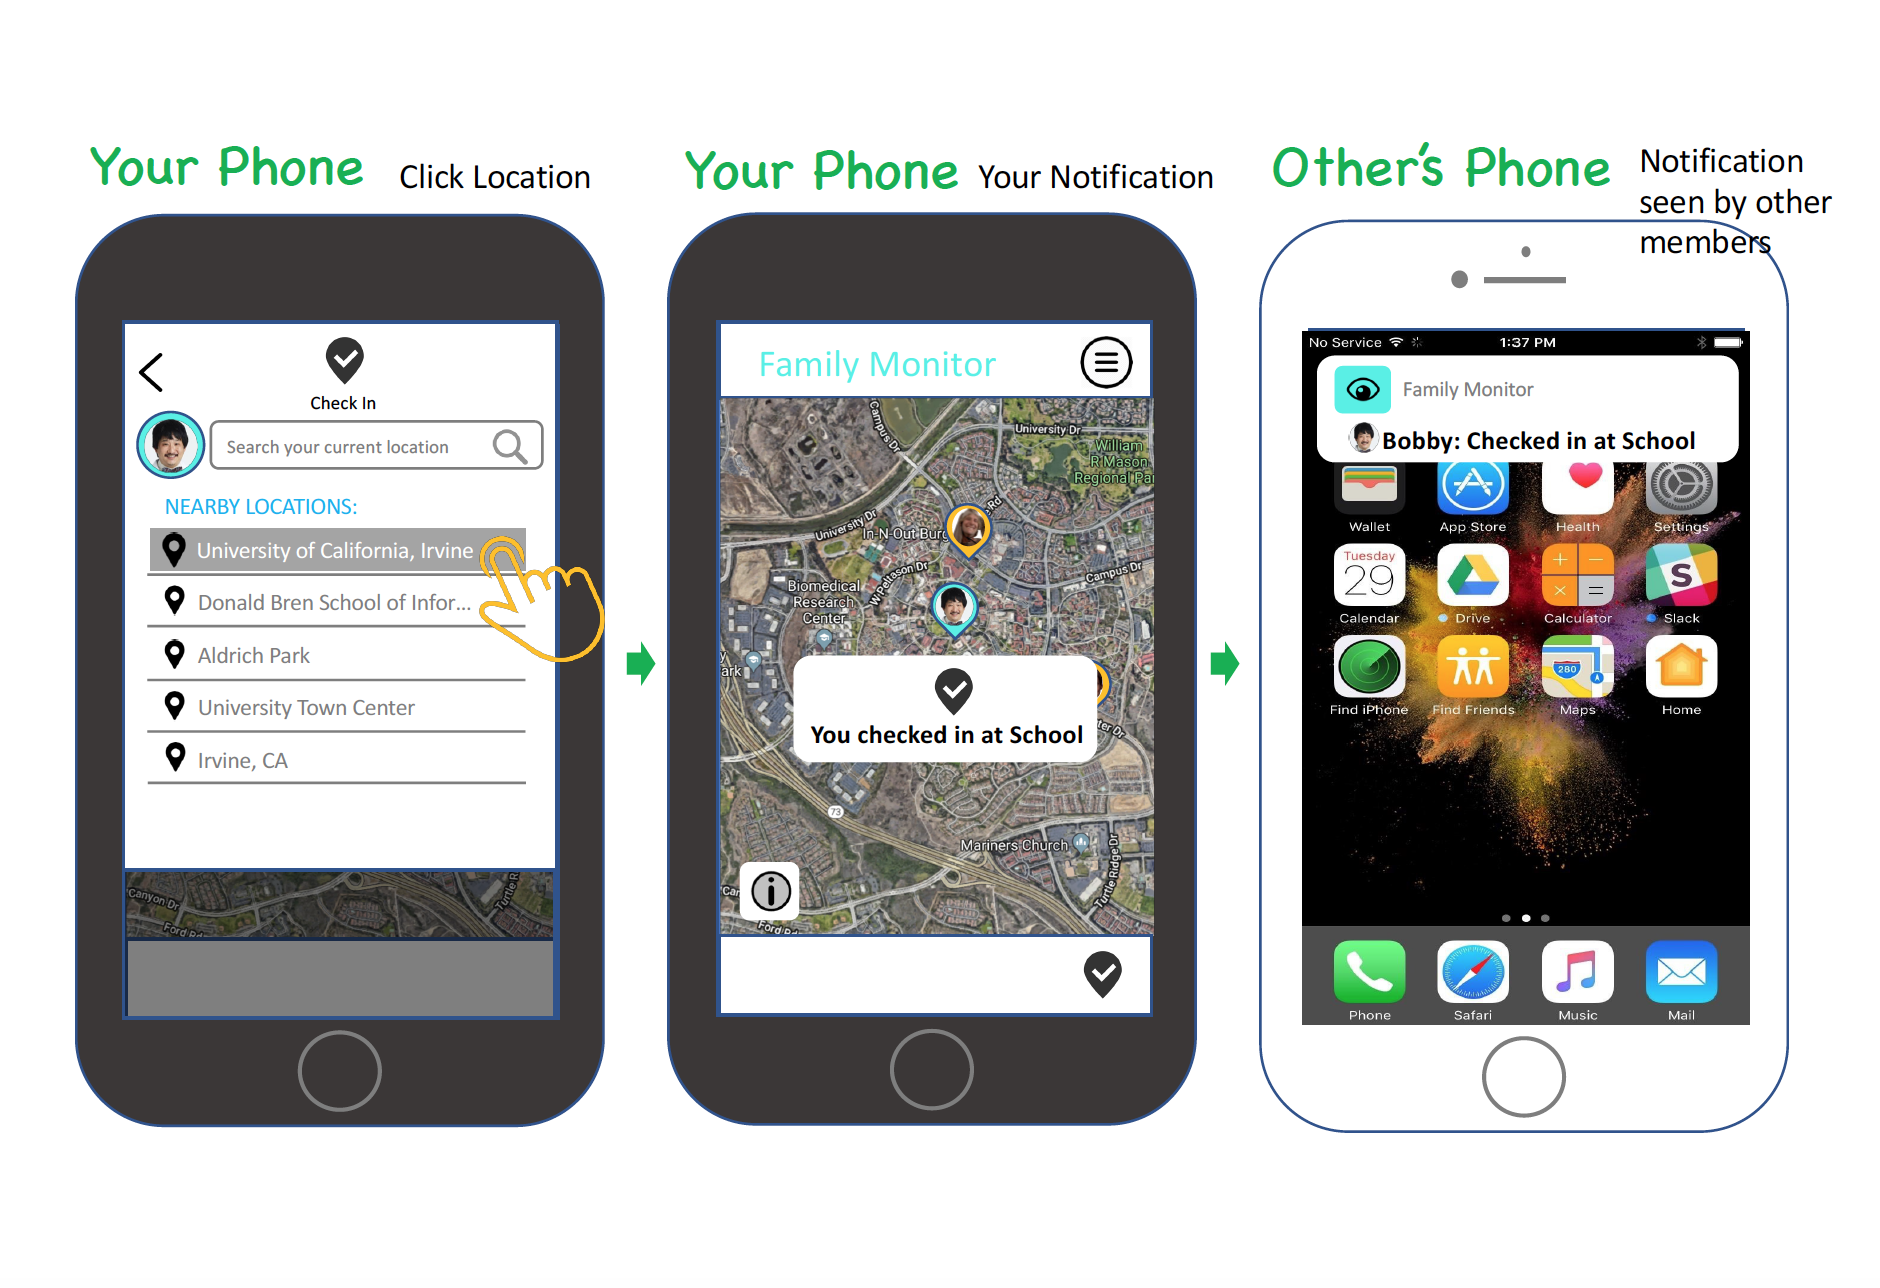 Your Phone
Click Location
Check In
Search your current location
NEARBY LOCATIONS:
University of California, Irvine
Donald Bren School of Infor...
Aldrich Park
University Town Center
Irvine, CA
Canyon Dr
Turtle
Ford Rd
Your Phone
Your Notification
Family Monitor
Campus Dr
University Dr
William
R Mason
Regional Par
Rd
University Dr
In-N-Out Burg
W Peltason Dr
Campus Dr
Biomedical
Research
Center
ark
You checked in at School
ter Dr
73
Mariners Church
Turtle Ridge Dr
Car
i
Ford Rd
Other's Phone
Notification
seen by other
members
No Service
1:37 PM
Family Monitor
Bobby: Checked in at School
Wallet
App Store
Health
Settings
Tuesday
29
S
Calendar
Drive
Calculator
Slack
280
Find iPhone
Find Friends
Maps
Home
Phone
Safari
Music
Mail